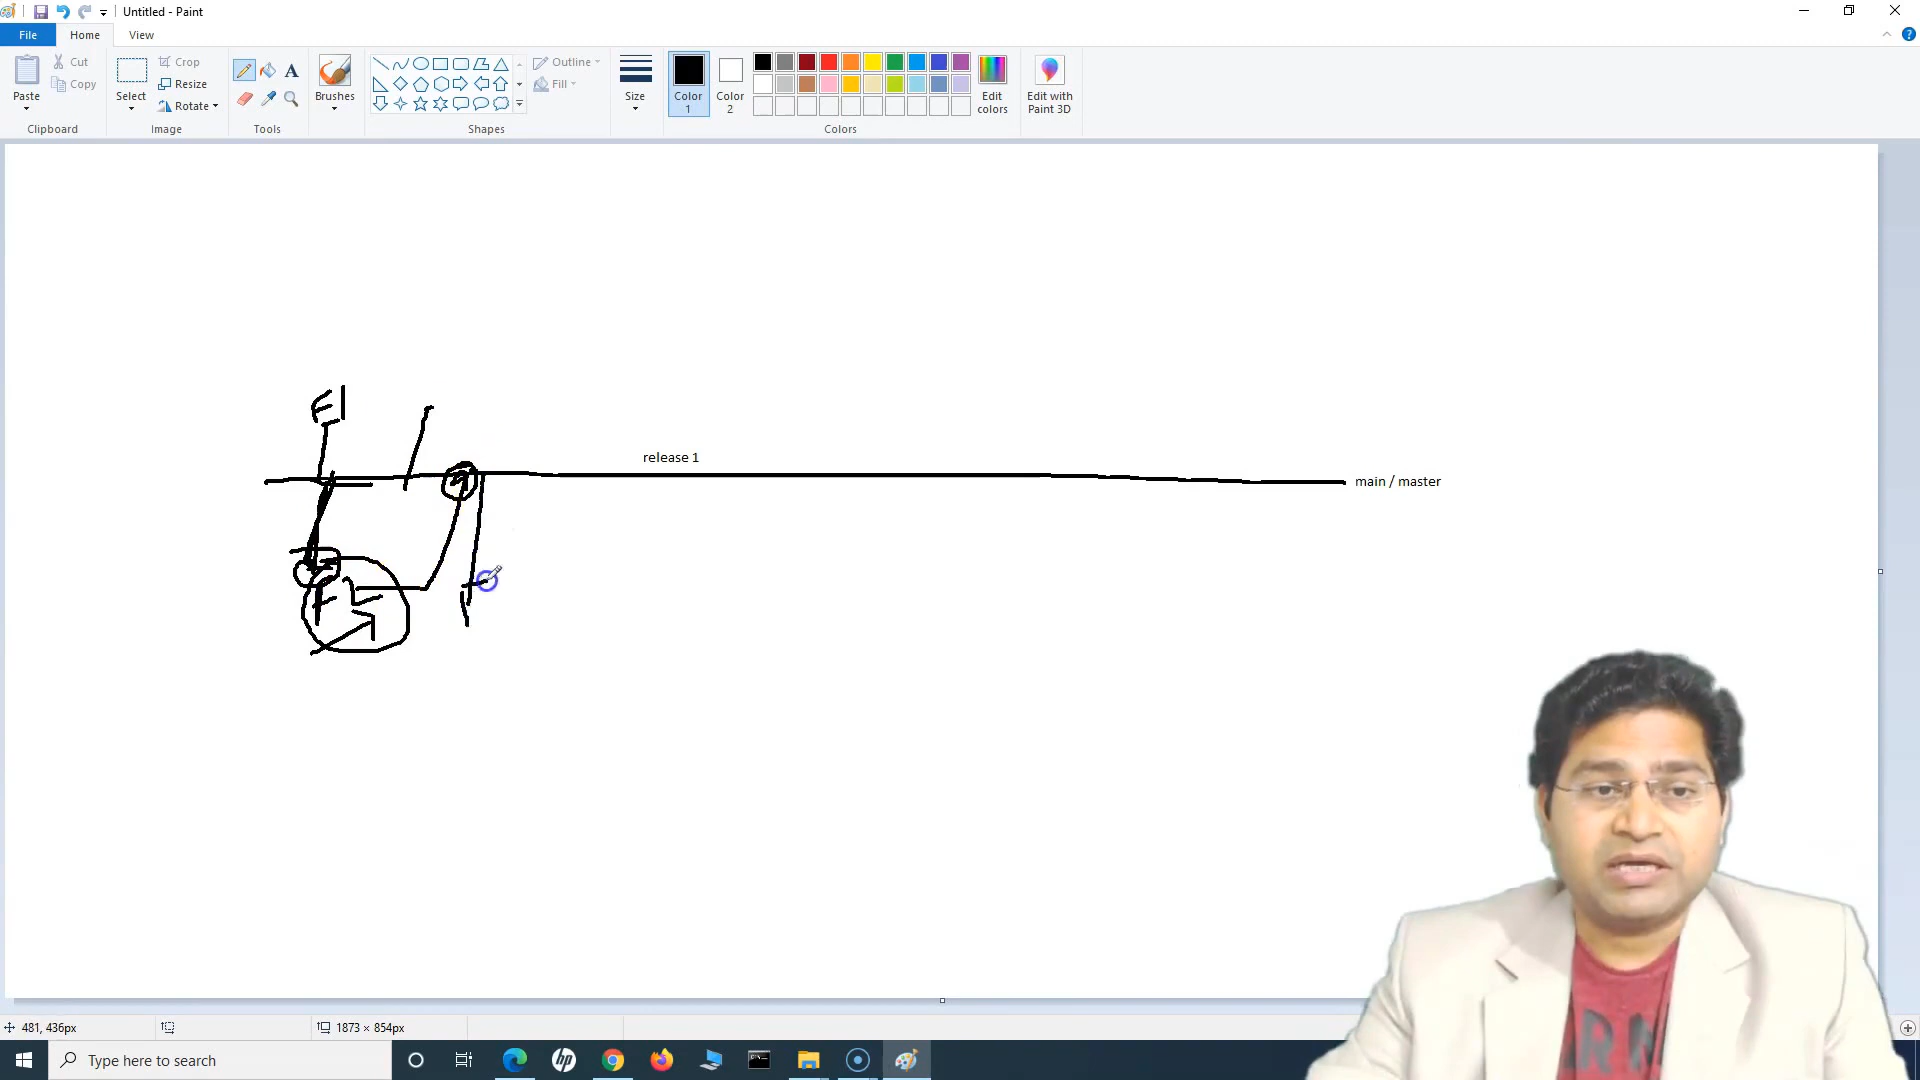 Untitled - Paint
File
Home
View
Paste
Cut
Copy
Clipboard
Select
Crop
Resize
Rotate
Image
Tools
Brushes
Shapes
Outline
Fill
Size
Color 1
Color 2
Colors
Edit colors
Edit with Paint 3D
release 1
main / master
481, 436px
1873 × 854px
Type here to search
hp